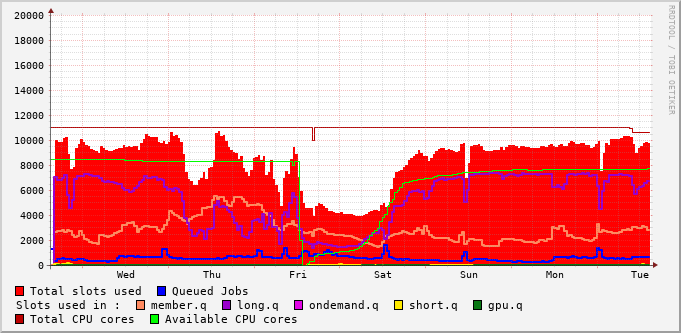 RRDTOOL / TOBI OETIKER
20000
18000
16000
14000
12000
10000
8000
6000
4000
2000
0
Wed Thu Fri Sat Sun Mon Tue
Total slots used Queued Jobs
Slots used in : member.q long.q ondemand.q short.q gpu.q
Total CPU cores Available CPU cores